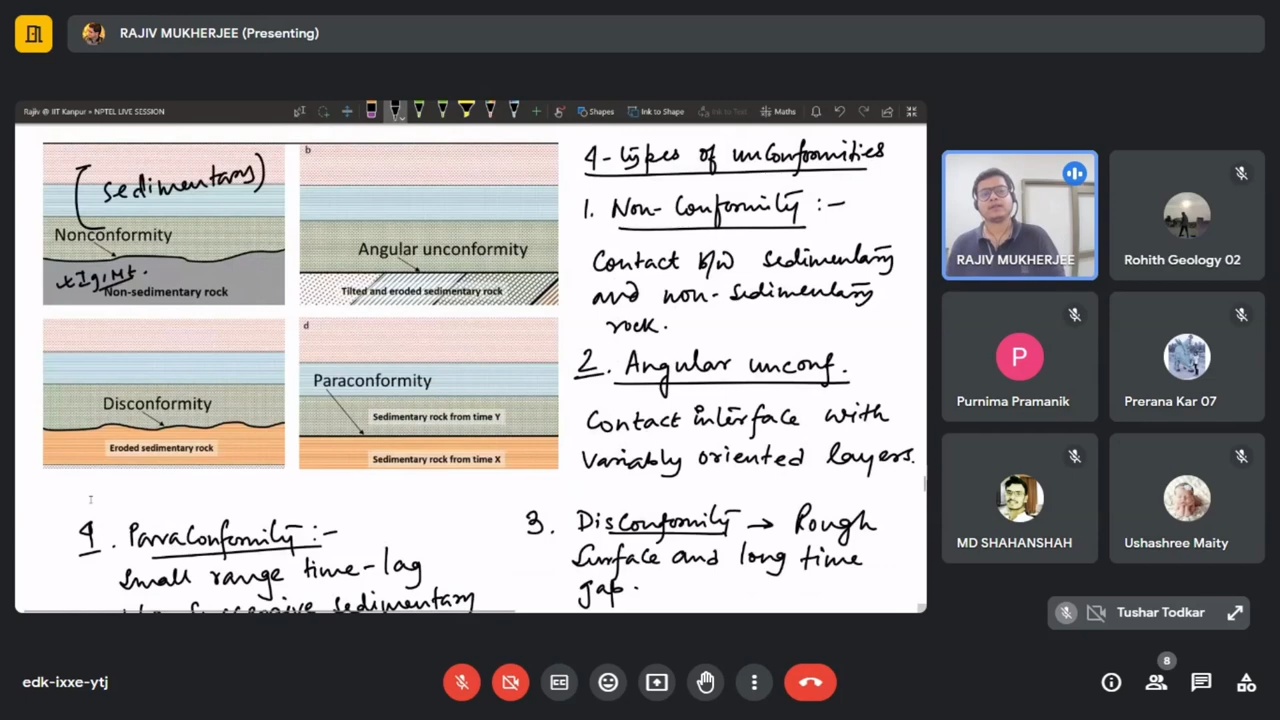 RAJIV MUKHERJEE (Presenting)
Rajiv @ IIT Kanpur × NPTEL LIVE SESSION
Shapes
Ink to Shape
Ink to Text
Maths
(sedimentary)
Nonconformity
Ig, Mt.
Non-sedimentary rock
b
Angular unconformity
Tilted and eroded sedimentary rock
Disconformity
Eroded sedimentary rock
d
Paraconformity
Sedimentary rock from time Y
Sedimentary rock from time X
4-types of unconformities
1. Non-Conformity :-
Contact b/w sedimentary
and non-sedimentary
rock.
2. Angular unconf.
Contact interface with
variably oriented layers.
3. Disconformity → Rough
surface and long time
gap.
4. ParaConformity :-
Small range time-lag
b/w successive sedimentary
RAJIV MUKHERJEE
Rohith Geology 02
P
Purnima Pramanik
Prerana Kar 07
MD SHAHANSHAH
Ushashree Maity
Tushar Todkar
edk-ixxe-ytj
8